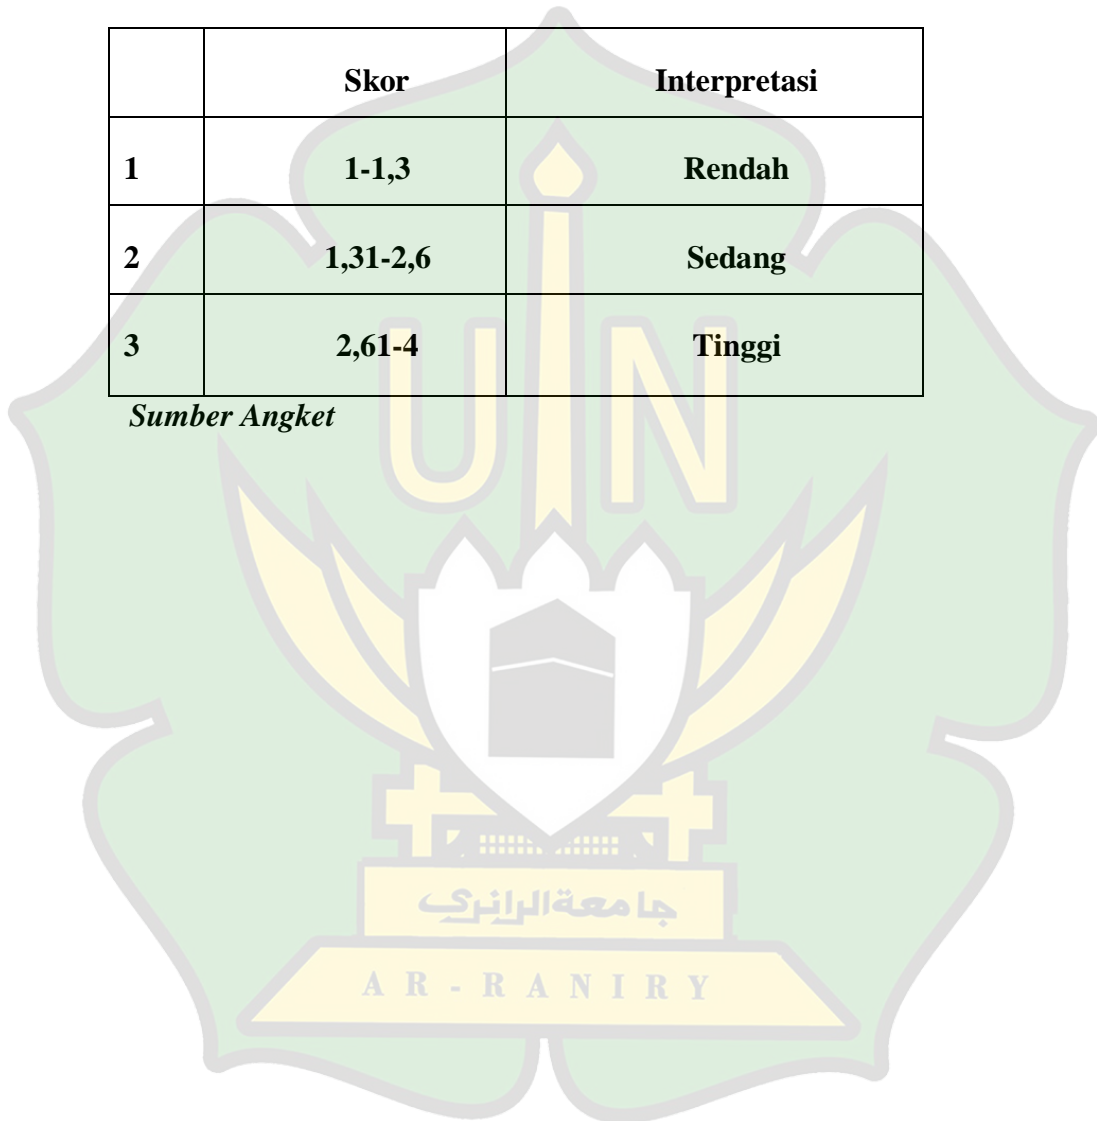 Skor Interpretasi
1 1-1,3 Rendah
2 1,31-2,6 Sedang
3 2,61-4 Tinggi
Sumber Angket
UIN
جامعةالرانري
AR-RANIRY